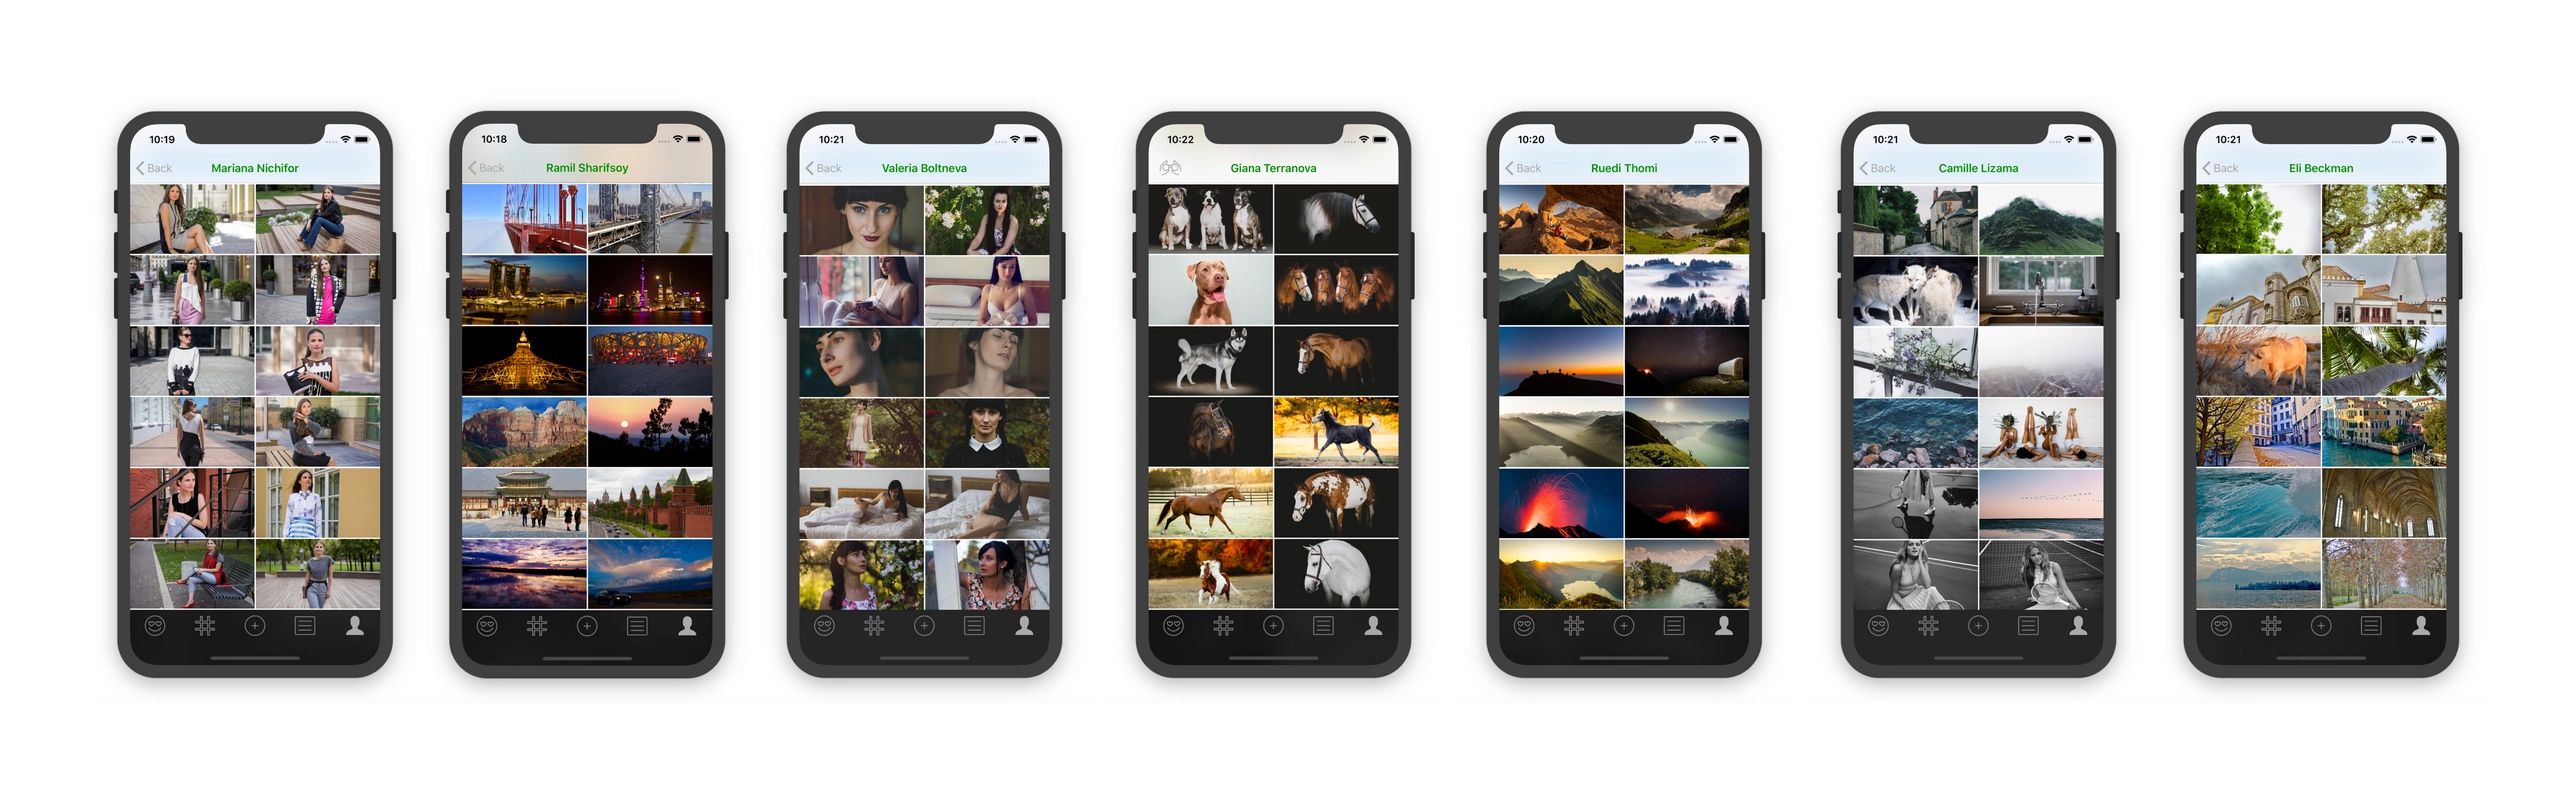 10:19
Back
Mariana Nichifor
10:18
Back
Ramil Sharifsoy
10:21
Back
Valeria Boltneva
10:22
Giana Terranova
10:20
Back
Ruedi Thomi
10:21
Back
Camille Lizama
10:21
Back
Eli Beckman